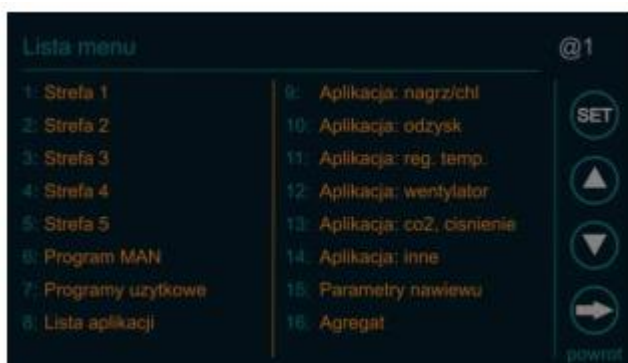 Lista menu
@1
1: Strefa 1
2: Strefa 2
3: Strefa 3
4: Strefa 4
5: Strefa 5
6: Program MAN
7: Programy uzytkowe
8: Lista aplikacji
9: Aplikacja: nagrz/chl
10: Aplikacja: odzysk
11: Aplikacja: reg. temp.
12: Aplikacja: wentylator
13: Aplikacja: co2, cisnienie
14: Aplikacja: inne
15: Parametry nawiewu
16: Agregat
SET
powrot